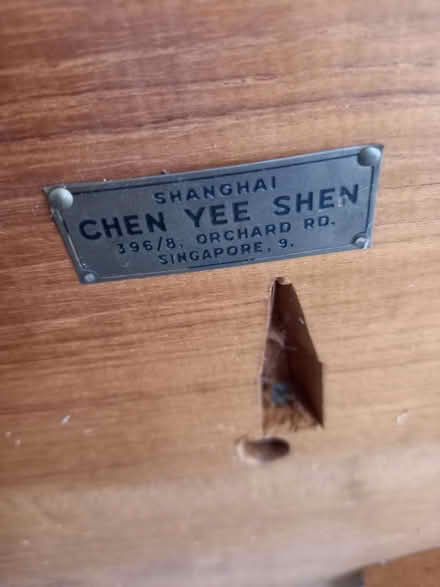 SHANGHAI
CHEN YEE SHEN
396/8, ORCHARD RD.
SINGAPORE, 9.